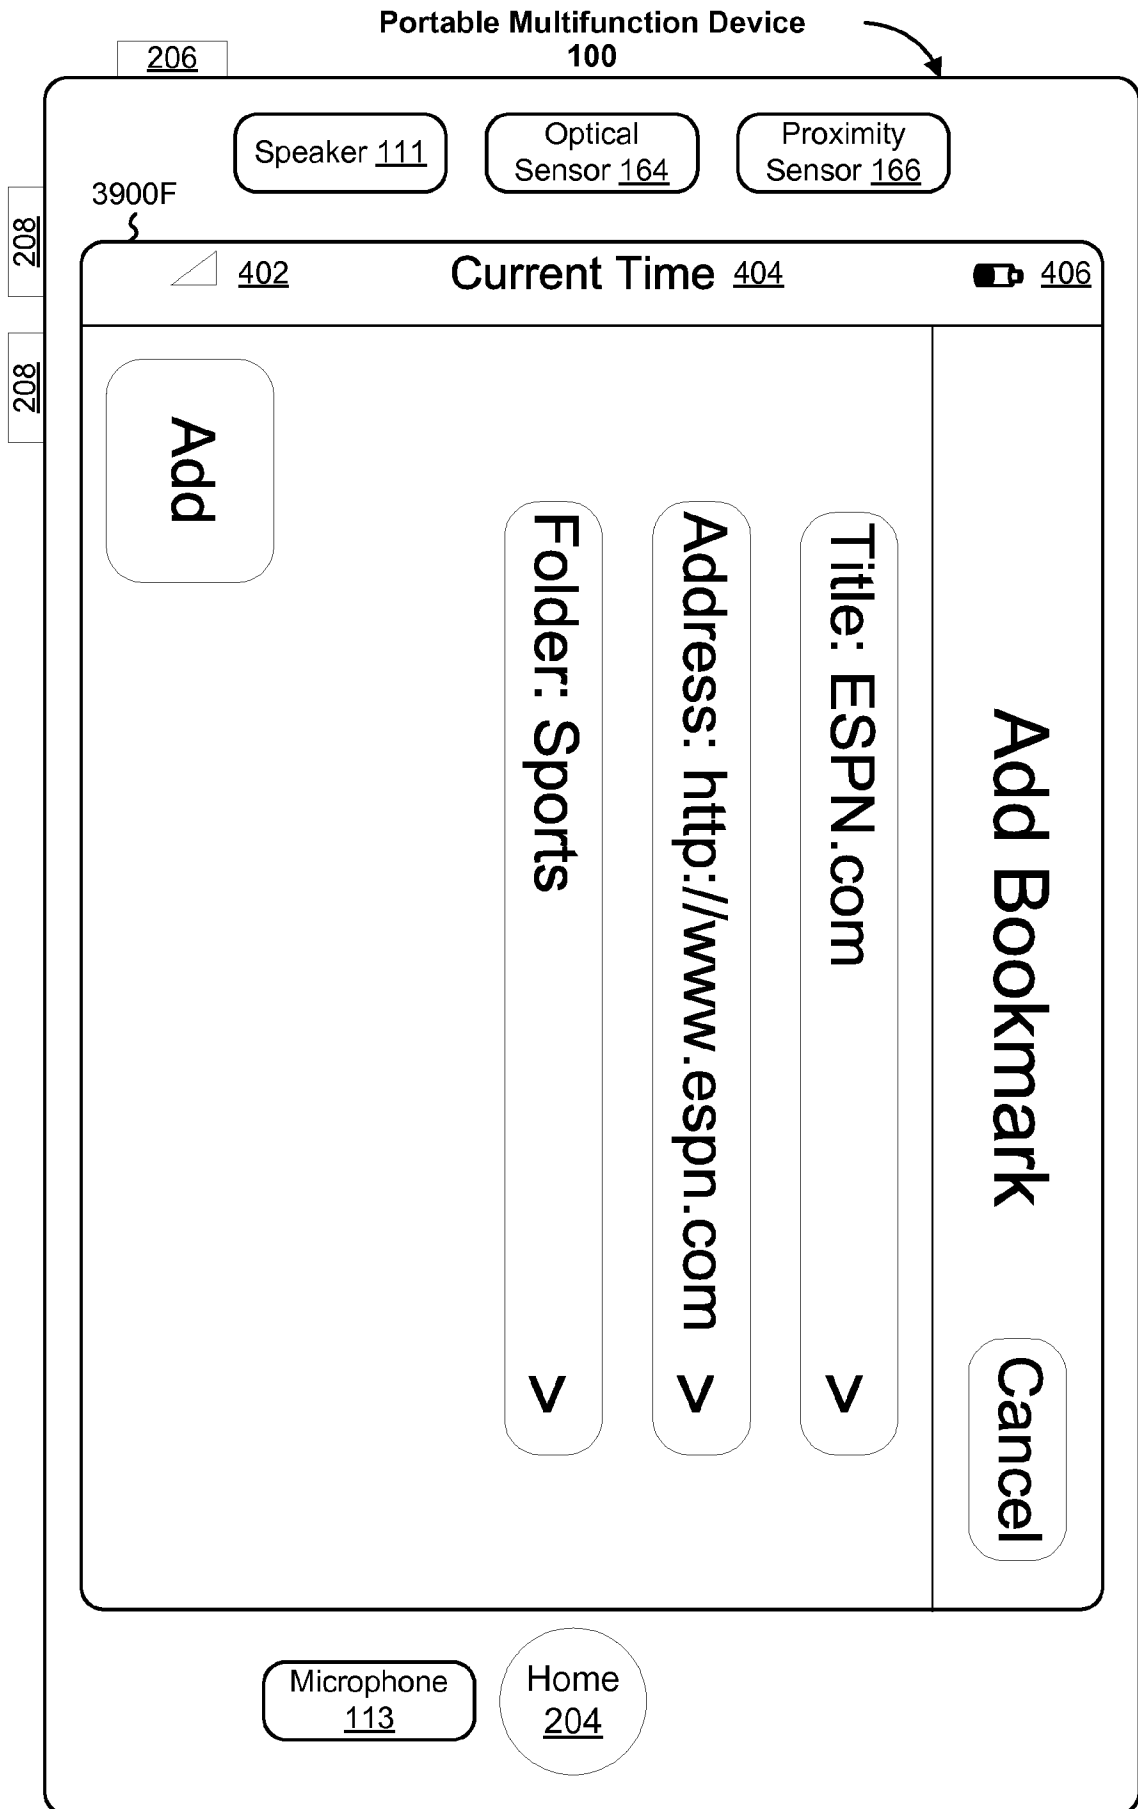 Portable Multifunction Device
100
206
Speaker 111
Optical
Sensor 164
Proximity
Sensor 166
3900F
208
208
402
Current Time 404
406
Add Bookmark
Cancel
Title: ESPN.com >
Address: http://www.espn.com >
Folder: Sports >
Add
Microphone
113
Home
204